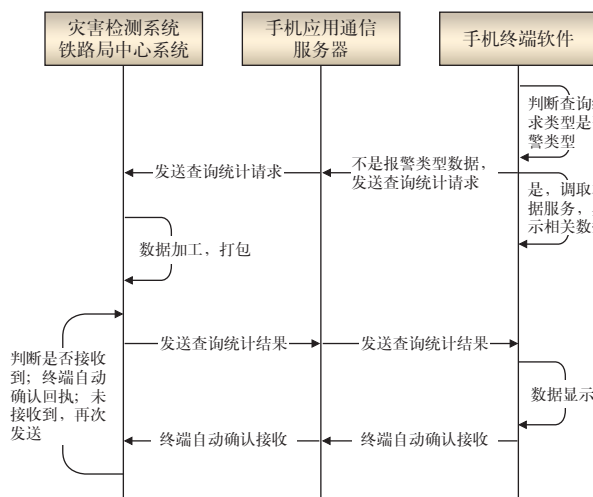 灾害检测系统
铁路局中心系统
手机应用通信
服务器
手机终端软件
判断查询
求类型是
警类型
发送查询统计请求
不是报警类型数据，
发送查询统计请求
是，调取
据服务，
示相关数
数据加工，打包
发送查询统计结果
发送查询统计结果
判断是否接收
到；终端自动
确认回执；未
接收到，再次
发送
数据显示
终端自动确认接收
终端自动确认接收